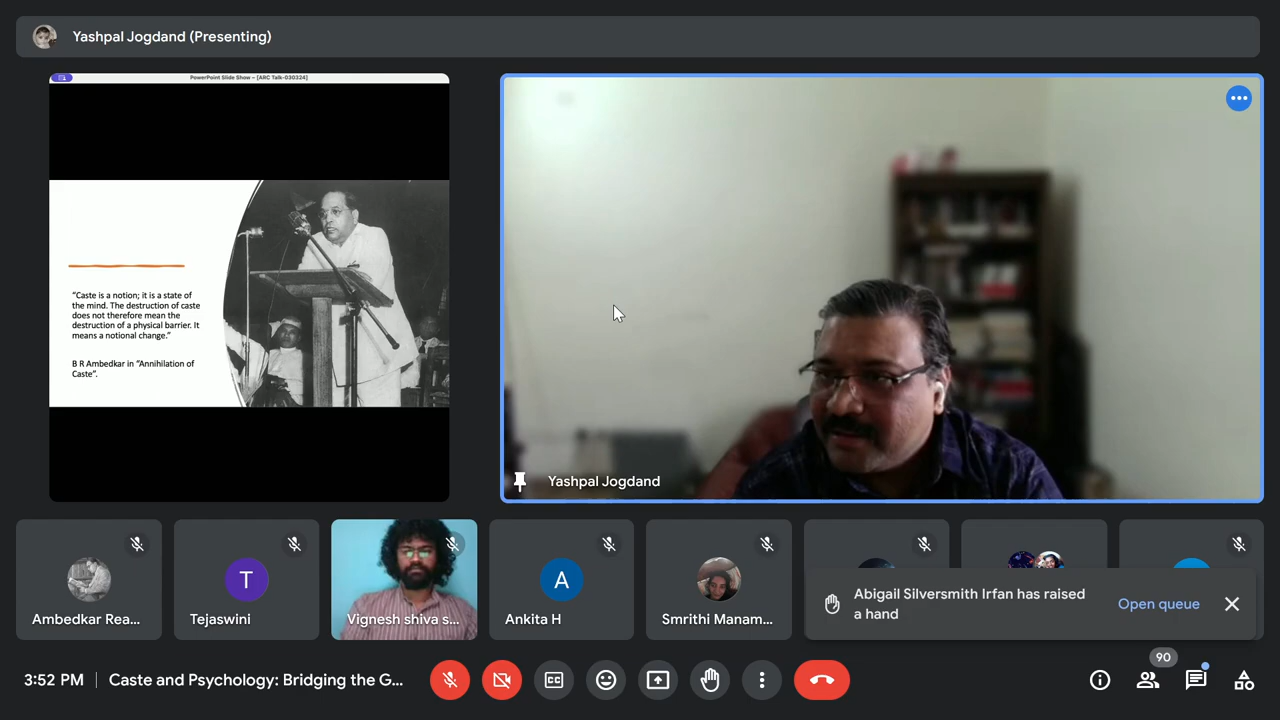 Yashpal Jogdand (Presenting)
PowerPoint Slide Show – [ARC Talk-030324]
“Caste is a notion; it is a state of
the mind. The destruction of caste
does not therefore mean the
destruction of a physical barrier. It
means a notional change.”
B R Ambedkar in “Annihilation of
Caste”.
Yashpal Jogdand
Ambedkar Rea...
T
Tejaswini
Vignesh shiva s...
A
Ankita H
Smrithi Manam...
Abigail Silversmith Irfan has raised
a hand
Open queue
3:52 PM
Caste and Psychology: Bridging the G...
90